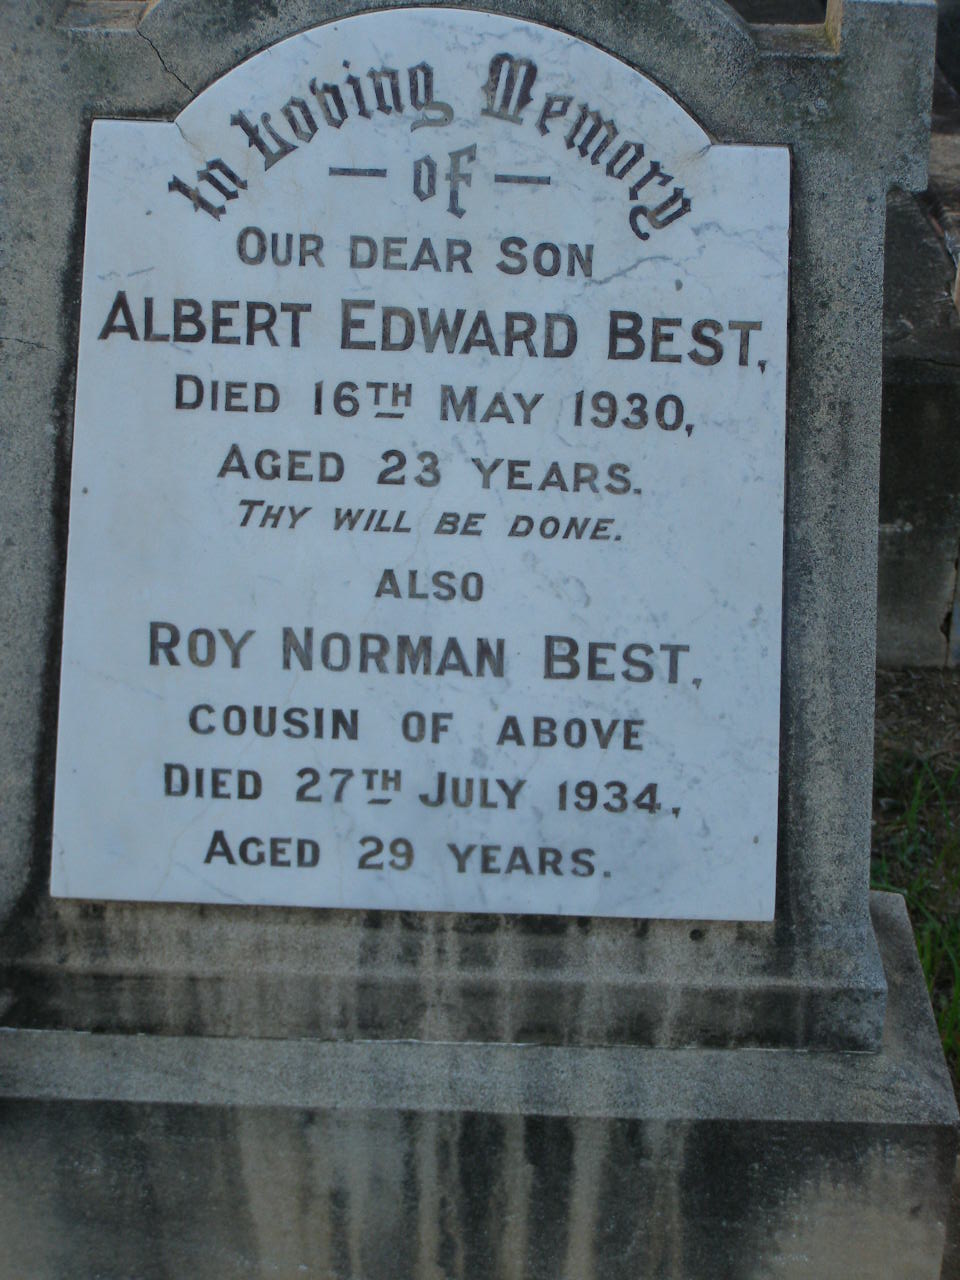 In Loving Memory
— of —
OUR DEAR SON
ALBERT EDWARD BEST,
DIED 16TH MAY 1930,
AGED 23 YEARS.
THY WILL BE DONE.
ALSO
ROY NORMAN BEST,
COUSIN OF ABOVE
DIED 27TH JULY 1934,
AGED 29 YEARS.